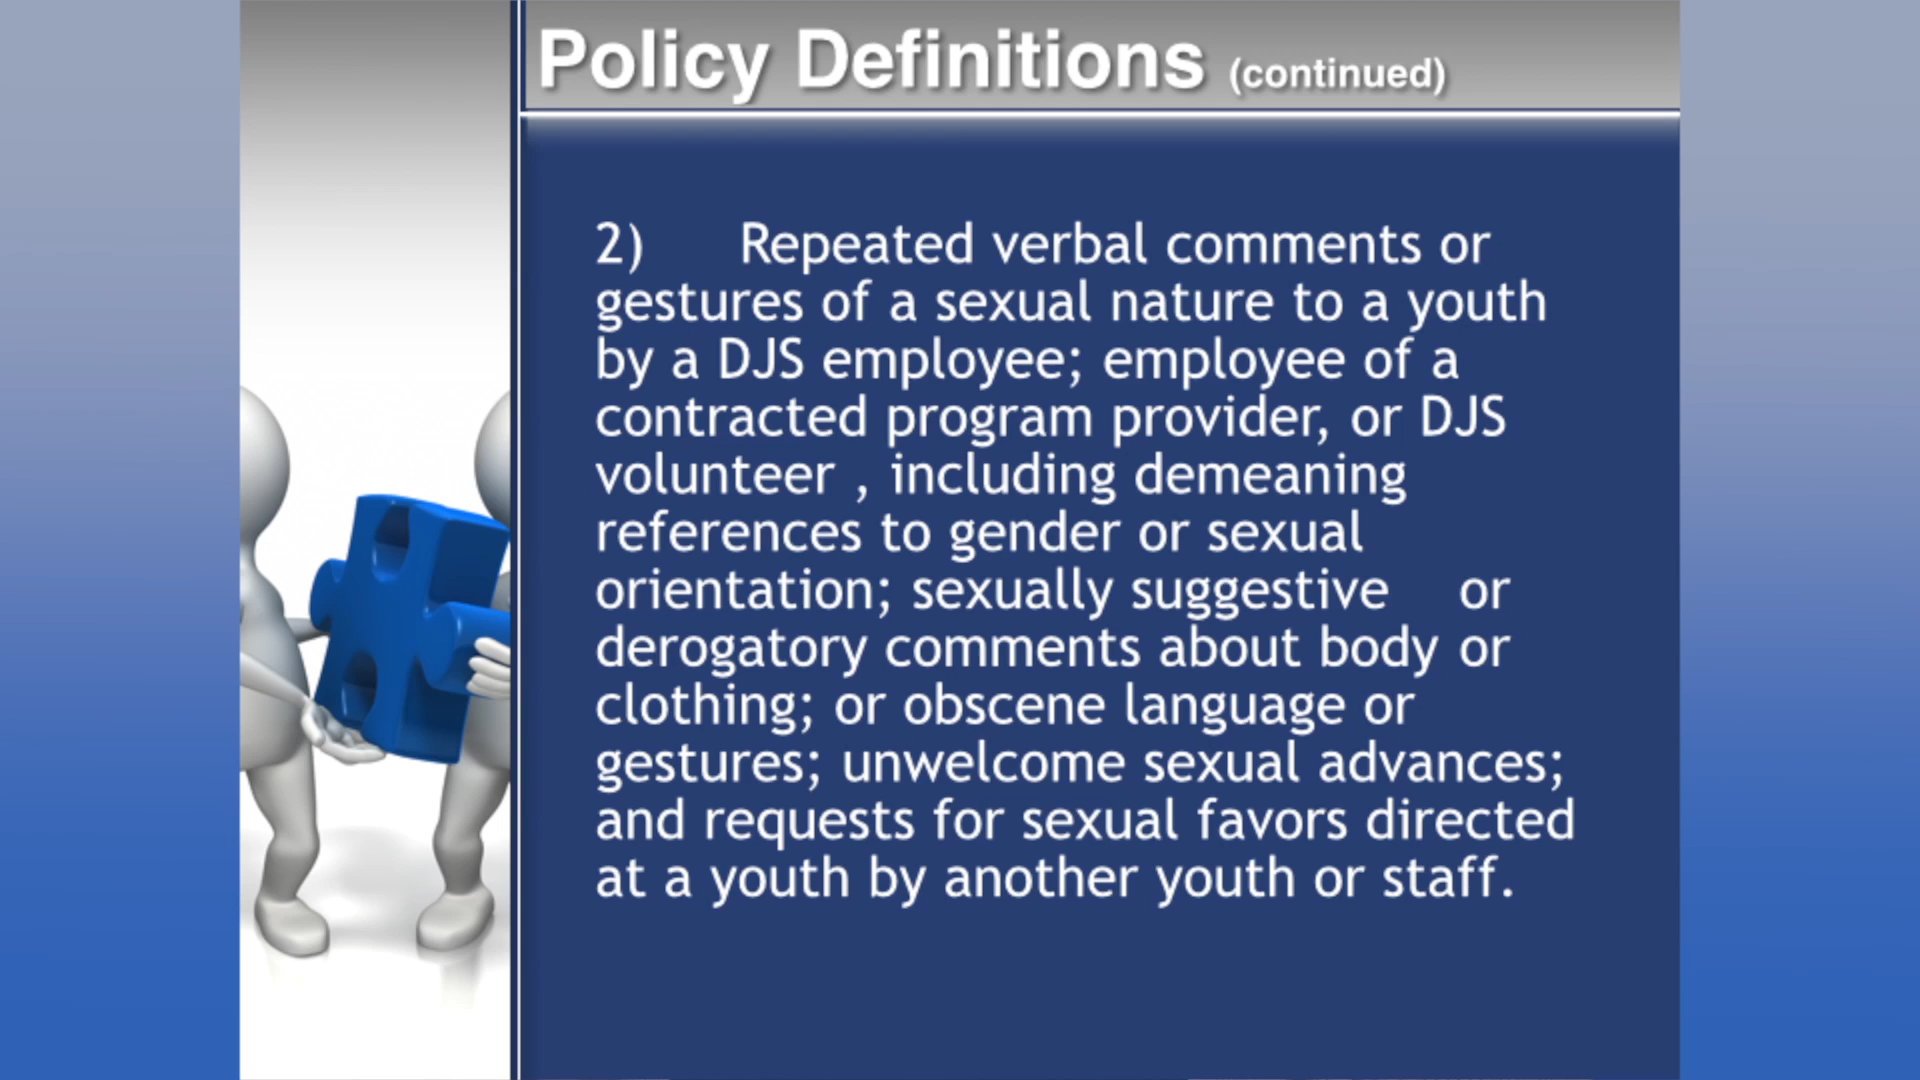 Policy Definitions (continued)
2) Repeated verbal comments or
gestures of a sexual nature to a youth
by a DJS employee; employee of a
contracted program provider, or DJS
volunteer , including demeaning
references to gender or sexual
orientation; sexually suggestive or
derogatory comments about body or
clothing; or obscene language or
gestures; unwelcome sexual advances;
and requests for sexual favors directed
at a youth by another youth or staff.